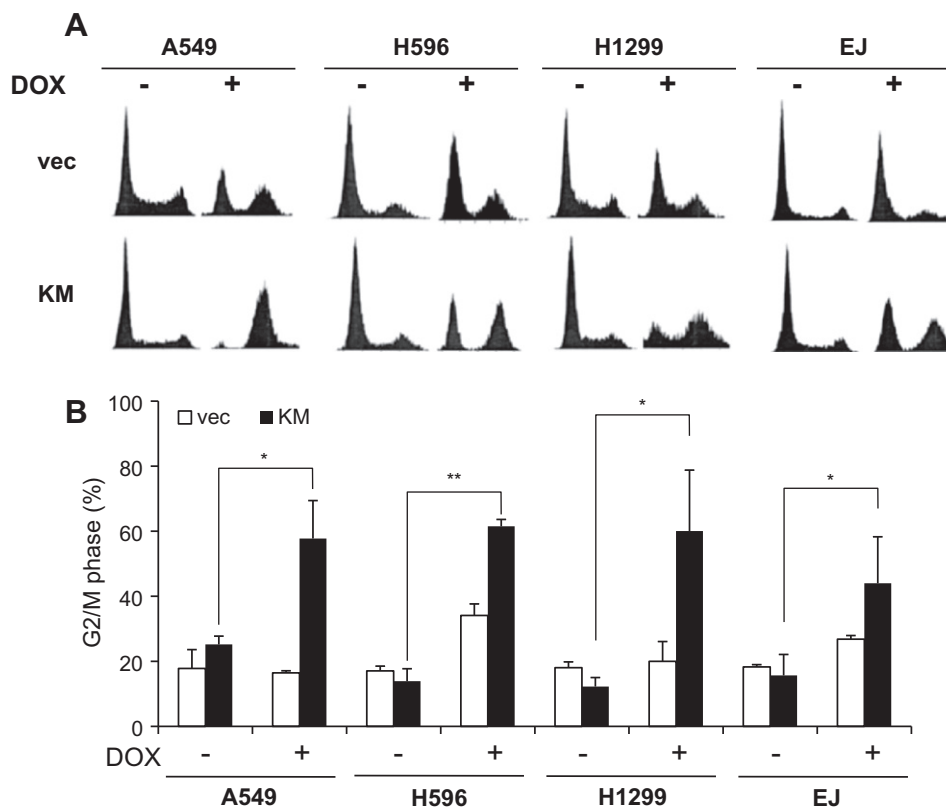 A
A549 H596 H1299 EJ
DOX - + - + - + - +
vec
KM
B
100
80
60
40
20
0
G2/M phase (%)
vec KM
* ** * *
DOX - + - + - + - +
A549 H596 H1299 EJ